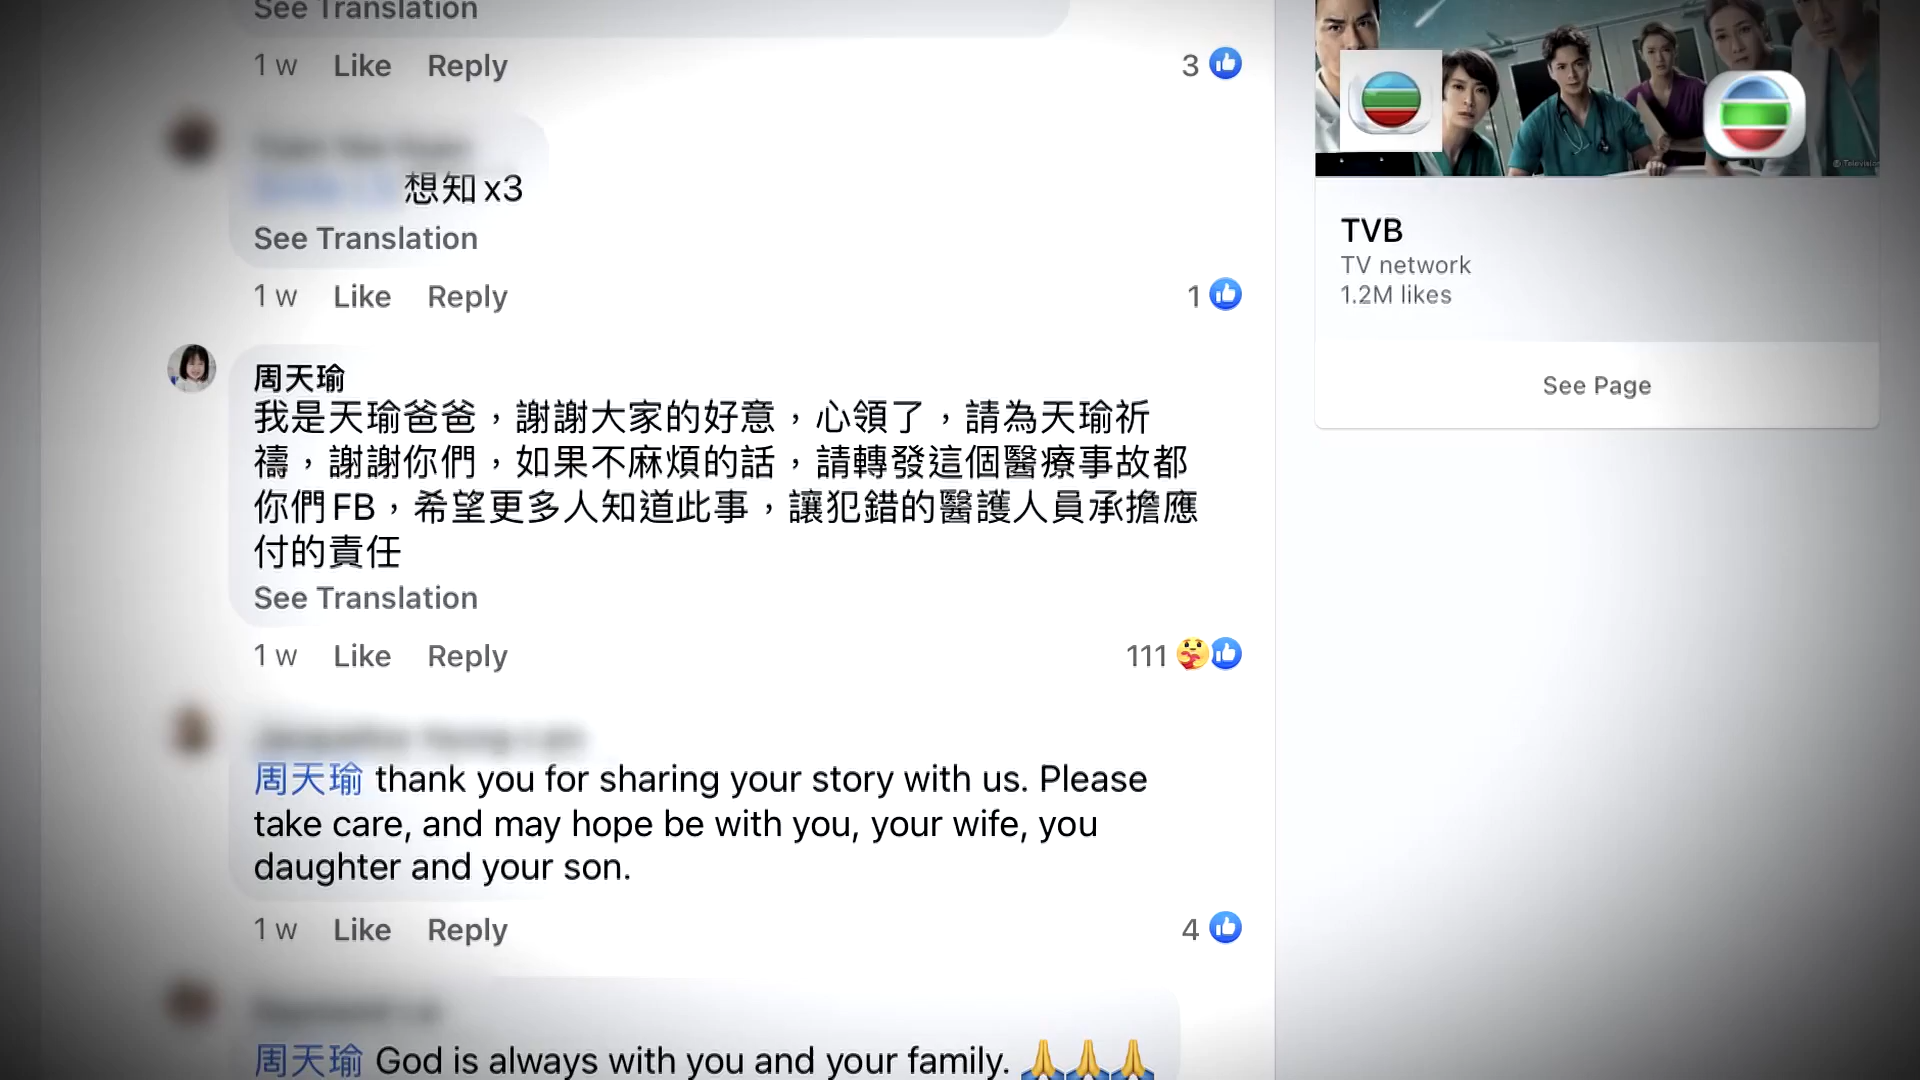 See Translation
1 w Like Reply 3
想知 x3
See Translation
1 w Like Reply 1
周天瑜
我是天瑜爸爸，謝謝大家的好意，心領了，請為天瑜祈
禱，謝謝你們，如果不麻煩的話，請轉發這個醫療事故都
你們 FB，希望更多人知道此事，讓犯錯的醫護人員承擔應
付的責任
See Translation
1 w Like Reply 111
周天瑜 thank you for sharing your story with us. Please
take care, and may hope be with you, your wife, you
daughter and your son.
1 w Like Reply 4
周天瑜 God is always with you and your family. 🙏🙏🙏
© Television
TVB
TV network
1.2M likes
See Page